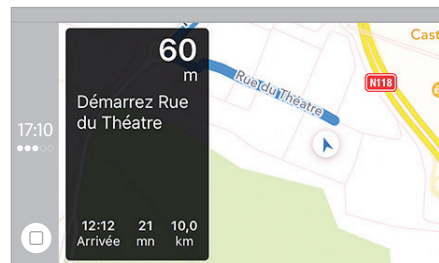 60
m
Démarrez Rue
du Théatre
12:12 21 10,0
Arrivée mn km
17:10
Rue du Théatre
N118
Cast